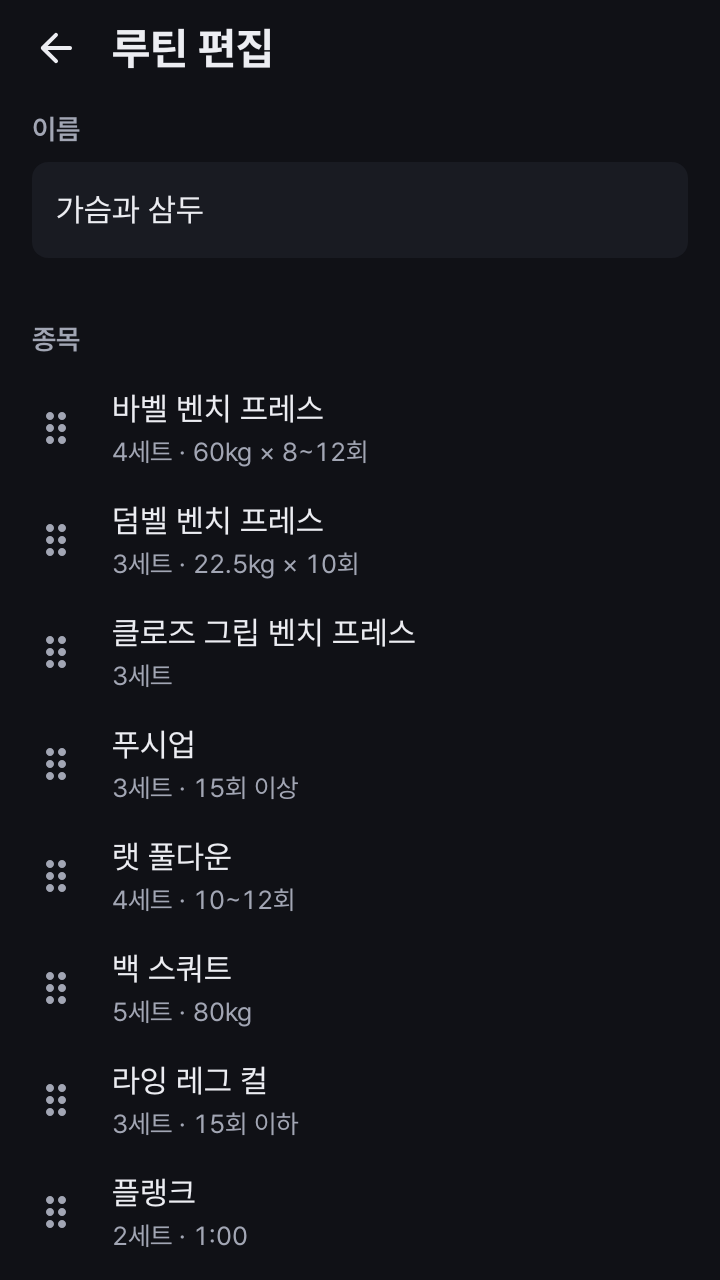 루틴 편집
이름
가슴과 삼두
종목
바벨 벤치 프레스
4세트 · 60kg × 8~12회
덤벨 벤치 프레스
3세트 · 22.5kg × 10회
클로즈 그립 벤치 프레스
3세트
푸시업
3세트 · 15회 이상
랫 풀다운
4세트 · 10~12회
백 스쿼트
5세트 · 80kg
라잉 레그 컬
3세트 · 15회 이하
플랭크
2세트 · 1:00